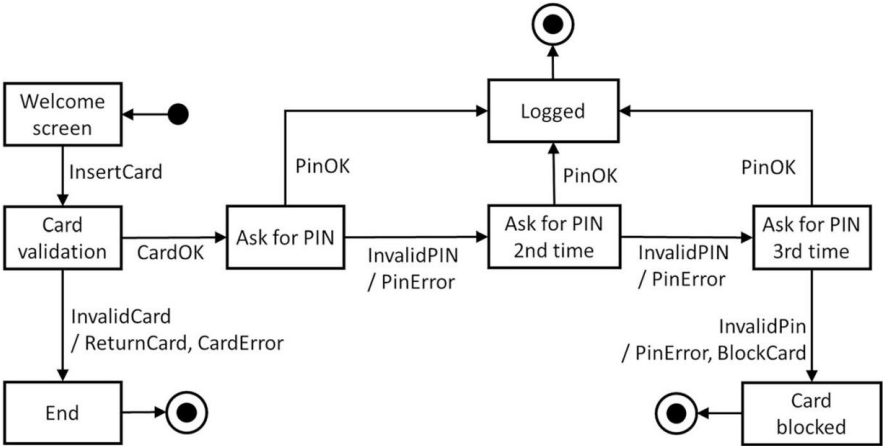 Welcome
screen
Logged
InsertCard
PinOK
PinOK
PinOK
Card
validation
CardOK
Ask for PIN
InvalidPIN
/ PinError
Ask for PIN
2nd time
InvalidPIN
/ PinError
Ask for PIN
3rd time
InvalidCard
/ ReturnCard, CardError
InvalidPin
/ PinError, BlockCard
End
Card
blocked